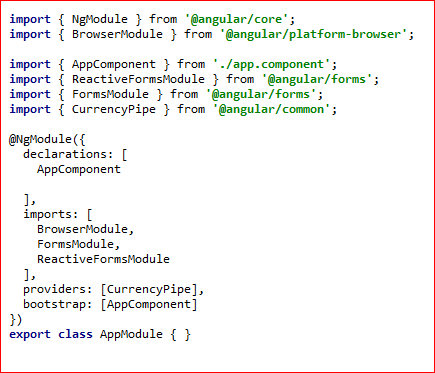 import { NgModule } from '@angular/core';
import { BrowserModule } from '@angular/platform-browser';

import { AppComponent } from './app.component';
import { ReactiveFormsModule } from '@angular/forms';
import { FormsModule } from '@angular/forms';
import { CurrencyPipe } from '@angular/common';

@NgModule({
  declarations: [
    AppComponent

  ],
  imports: [
    BrowserModule,
    FormsModule,
    ReactiveFormsModule
  ],
  providers: [CurrencyPipe],
  bootstrap: [AppComponent]
})
export class AppModule { }